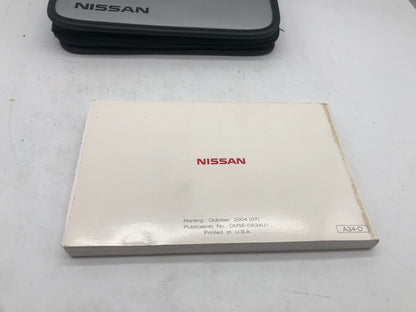 NISSAN
NISSAN
Printing : October 2004 (07)
Publication No.: OM5E 0A34U1
Printed in U.S.A.
A34-D